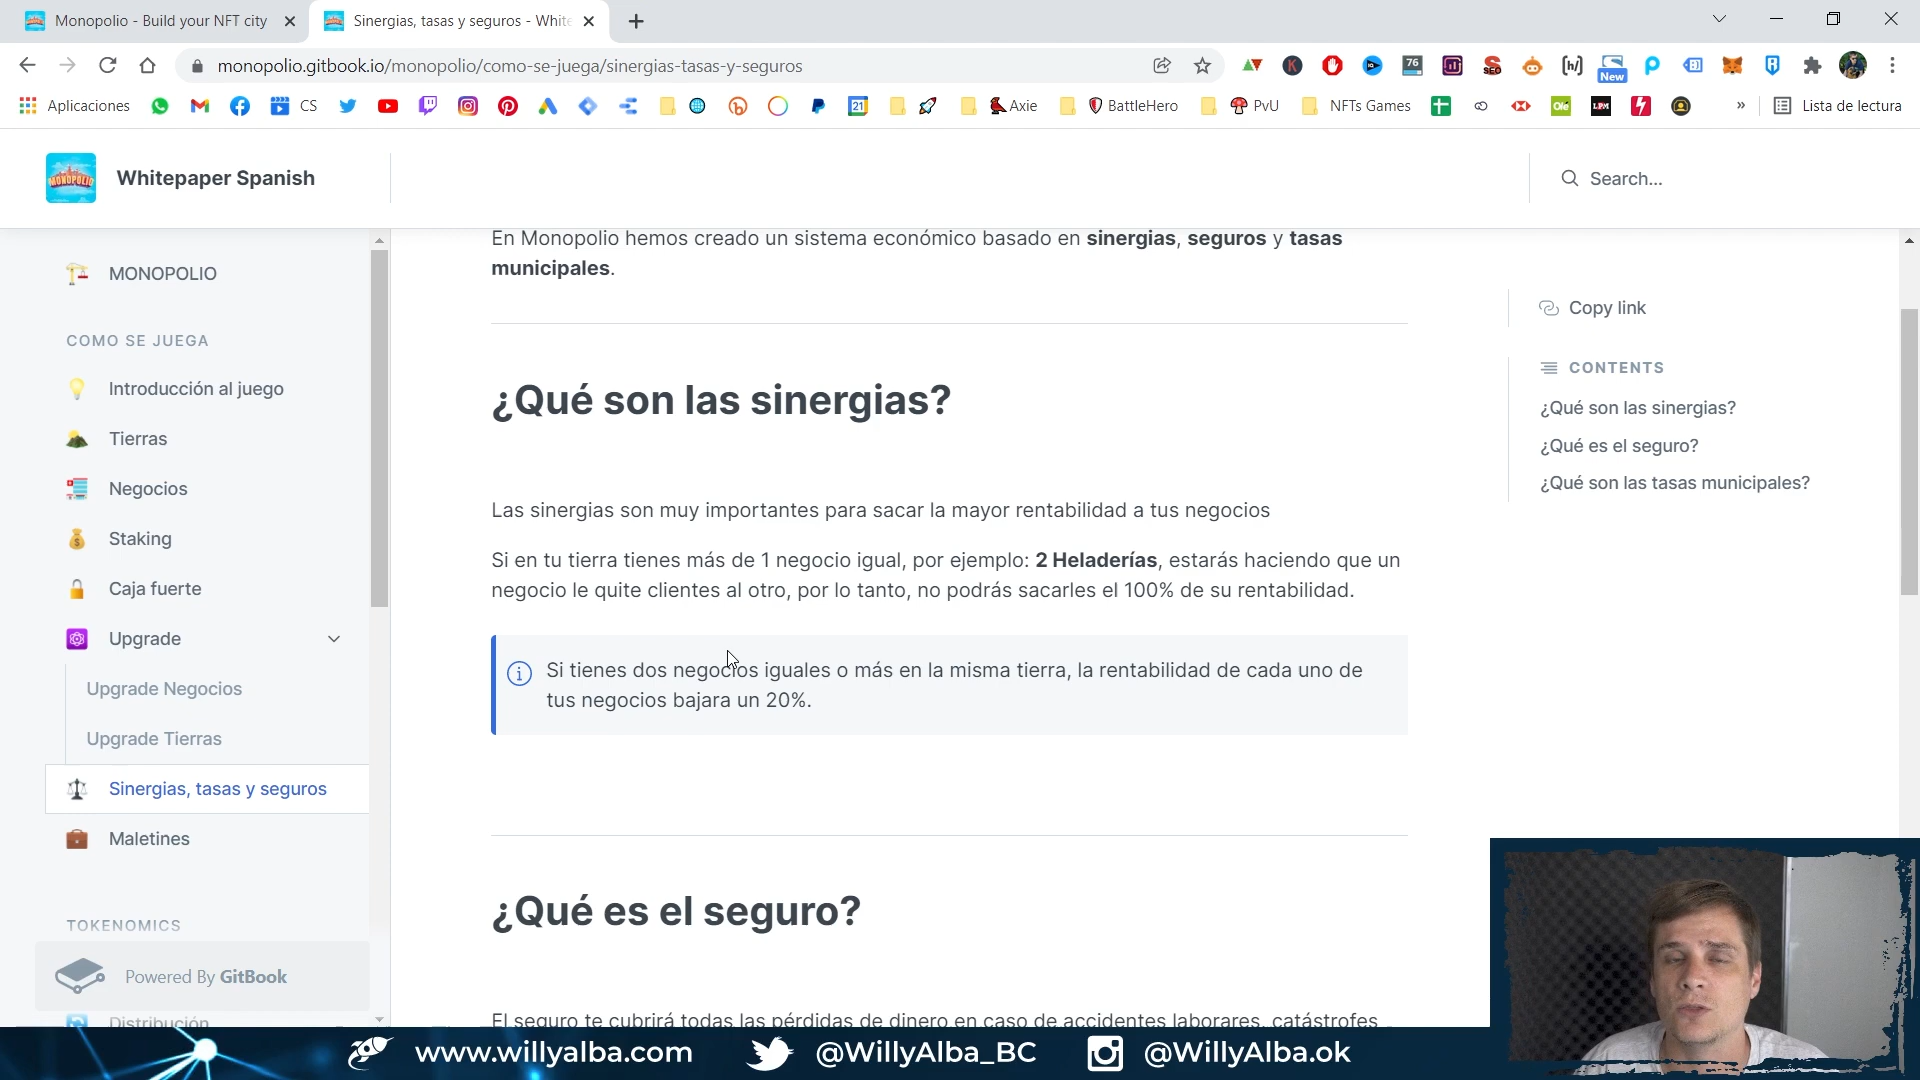 Monopolio - Build your NFT city
Sinergias, tasas y seguros - White
monopolio.gitbook.io/monopolio/como-se-juega/sinergias-tasas-y-seguros
76
SEO
[h/]
New
Aplicaciones
CS
21
Axie
BattleHero
PvU
NFTs Games
Olé
LPM
»
Lista de lectura
MONOPOLIO
Whitepaper Spanish
Search...
MONOPOLIO
COMO SE JUEGA
Introducción al juego
Tierras
Negocios
Staking
Caja fuerte
Upgrade
Upgrade Negocios
Upgrade Tierras
Sinergias, tasas y seguros
Maletines
TOKENOMICS
Powered By GitBook
Distribución
En Monopolio hemos creado un sistema económico basado en sinergias, seguros y tasas
municipales.
¿Qué son las sinergias?
Las sinergias son muy importantes para sacar la mayor rentabilidad a tus negocios
Si en tu tierra tienes más de 1 negocio igual, por ejemplo: 2 Heladerías, estarás haciendo que un
negocio le quite clientes al otro, por lo tanto, no podrás sacarles el 100% de su rentabilidad.
Si tienes dos negocios iguales o más en la misma tierra, la rentabilidad de cada uno de
tus negocios bajara un 20%.
¿Qué es el seguro?
El seguro te cubrirá todas las pérdidas de dinero en caso de accidentes laborares, catástrofes
Copy link
CONTENTS
¿Qué son las sinergias?
¿Qué es el seguro?
¿Qué son las tasas municipales?
www.willyalba.com
@WillyAlba_BC
@WillyAlba.ok